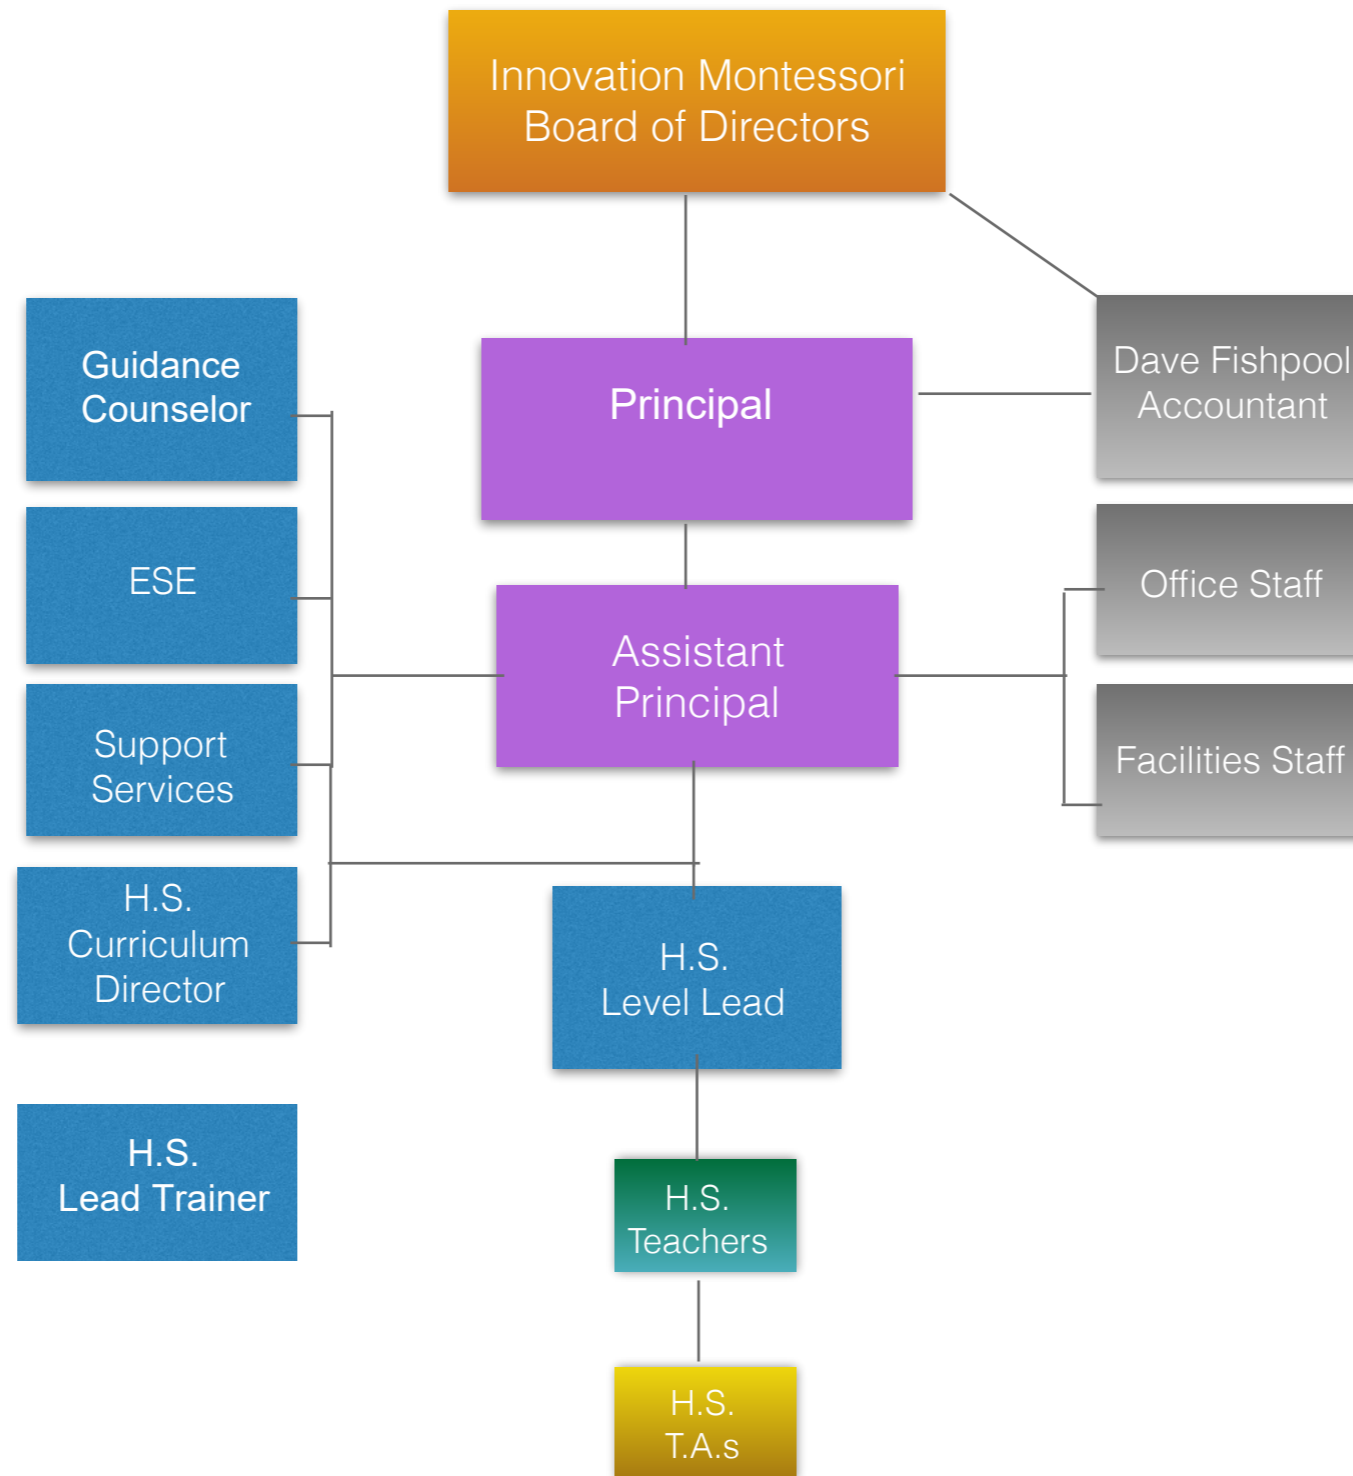 Innovation Montessori
Board of Directors
Guidance
Counselor
Principal
Dave Fishpool
Accountant
ESE
Assistant
Principal
Office Staff
Support
Services
Facilities Staff
H.S.
Curriculum
Director
H.S.
Level Lead
H.S.
Lead Trainer
H.S.
Teachers
H.S.
T.A.s